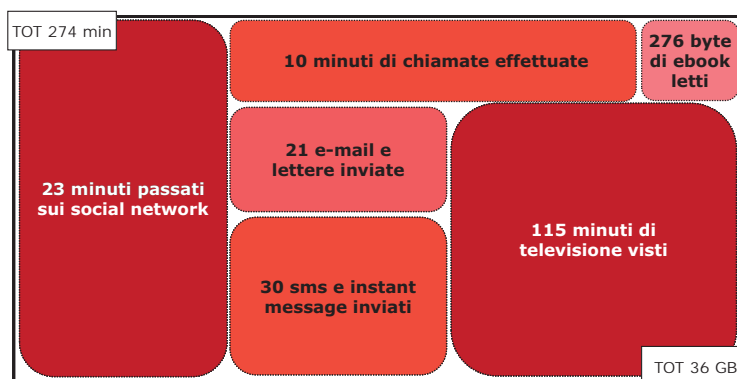 TOT 274 min
10 minuti di chiamate effettuate
276 byte
di ebook
letti
21 e-mail e
lettere inviate
23 minuti passati
sui social network
115 minuti di
televisione visti
30 sms e instant
message inviati
TOT 36 GB